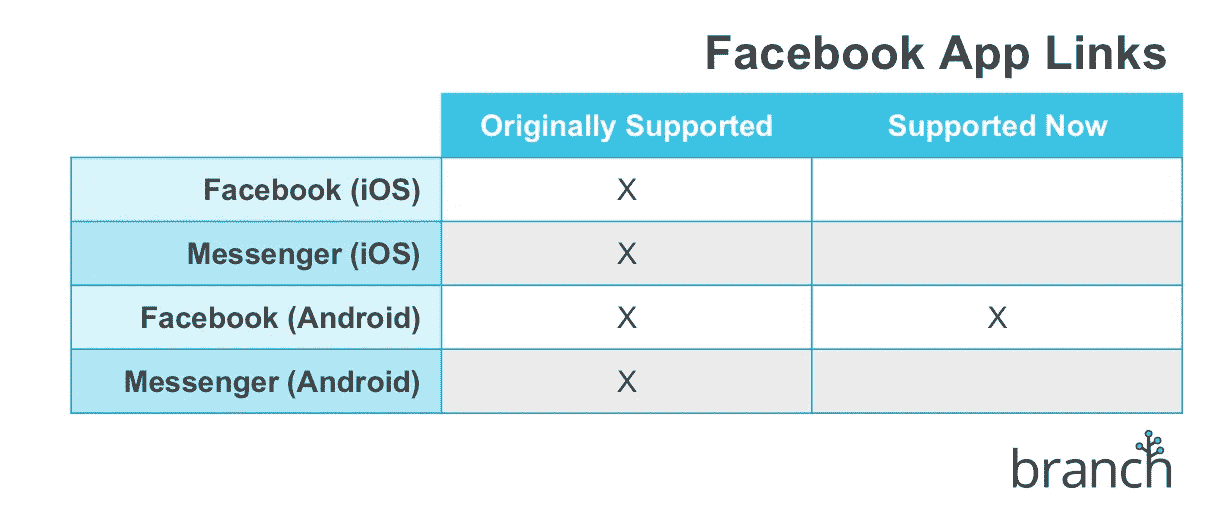 Facebook App Links
Originally Supported Supported Now
Facebook (iOS) X
Messenger (iOS) X
Facebook (Android) X X
Messenger (Android) X
branch